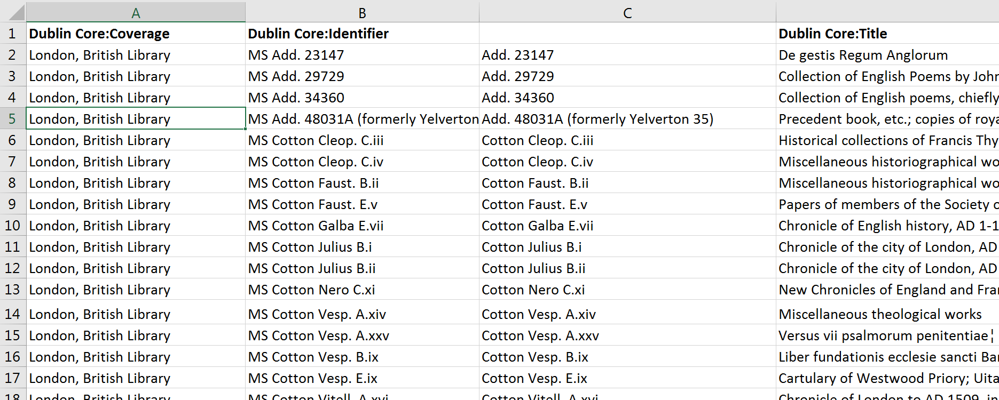 A B C
1 Dublin Core:Coverage Dublin Core:Identifier Dublin Core:Title
2 London, British Library MS Add. 23147 Add. 23147 De gestis Regum Anglorum
3 London, British Library MS Add. 29729 Add. 29729 Collection of English Poems by John
4 London, British Library MS Add. 34360 Add. 34360 Collection of English poems, chiefly
5 London, British Library MS Add. 48031A (formerly Yelverton Add. 48031A (formerly Yelverton 35) Precedent book, etc.; copies of roya
6 London, British Library MS Cotton Cleop. C.iii Cotton Cleop. C.iii Historical collections of Francis Thy
7 London, British Library MS Cotton Cleop. C.iv Cotton Cleop. C.iv Miscellaneous historiographical wo
8 London, British Library MS Cotton Faust. B.ii Cotton Faust. B.ii Miscellaneous historiographical wo
9 London, British Library MS Cotton Faust. E.v Cotton Faust. E.v Papers of members of the Society o
10 London, British Library MS Cotton Galba E.vii Cotton Galba E.vii Chronicle of English history, AD 1-1
11 London, British Library MS Cotton Julius B.i Cotton Julius B.i Chronicle of the city of London, AD
12 London, British Library MS Cotton Julius B.ii Cotton Julius B.ii Chronicle of the city of London, AD
13 London, British Library MS Cotton Nero C.xi Cotton Nero C.xi New Chronicles of England and Fran
14 London, British Library MS Cotton Vesp. A.xiv Cotton Vesp. A.xiv Miscellaneous theological works
15 London, British Library MS Cotton Vesp. A.xxv Cotton Vesp. A.xxv Versus vii psalmorum penitentiae¦
16 London, British Library MS Cotton Vesp. B.ix Cotton Vesp. B.ix Liber fundationis ecclesie sancti Bar
17 London, British Library MS Cotton Vesp. E.ix Cotton Vesp. E.ix Cartulary of Westwood Priory; Uita
18 London, British Library MS Cotton Vitell. A.xvi Cotton Vitell. A.xvi Chronicle of London to AD 1509, in